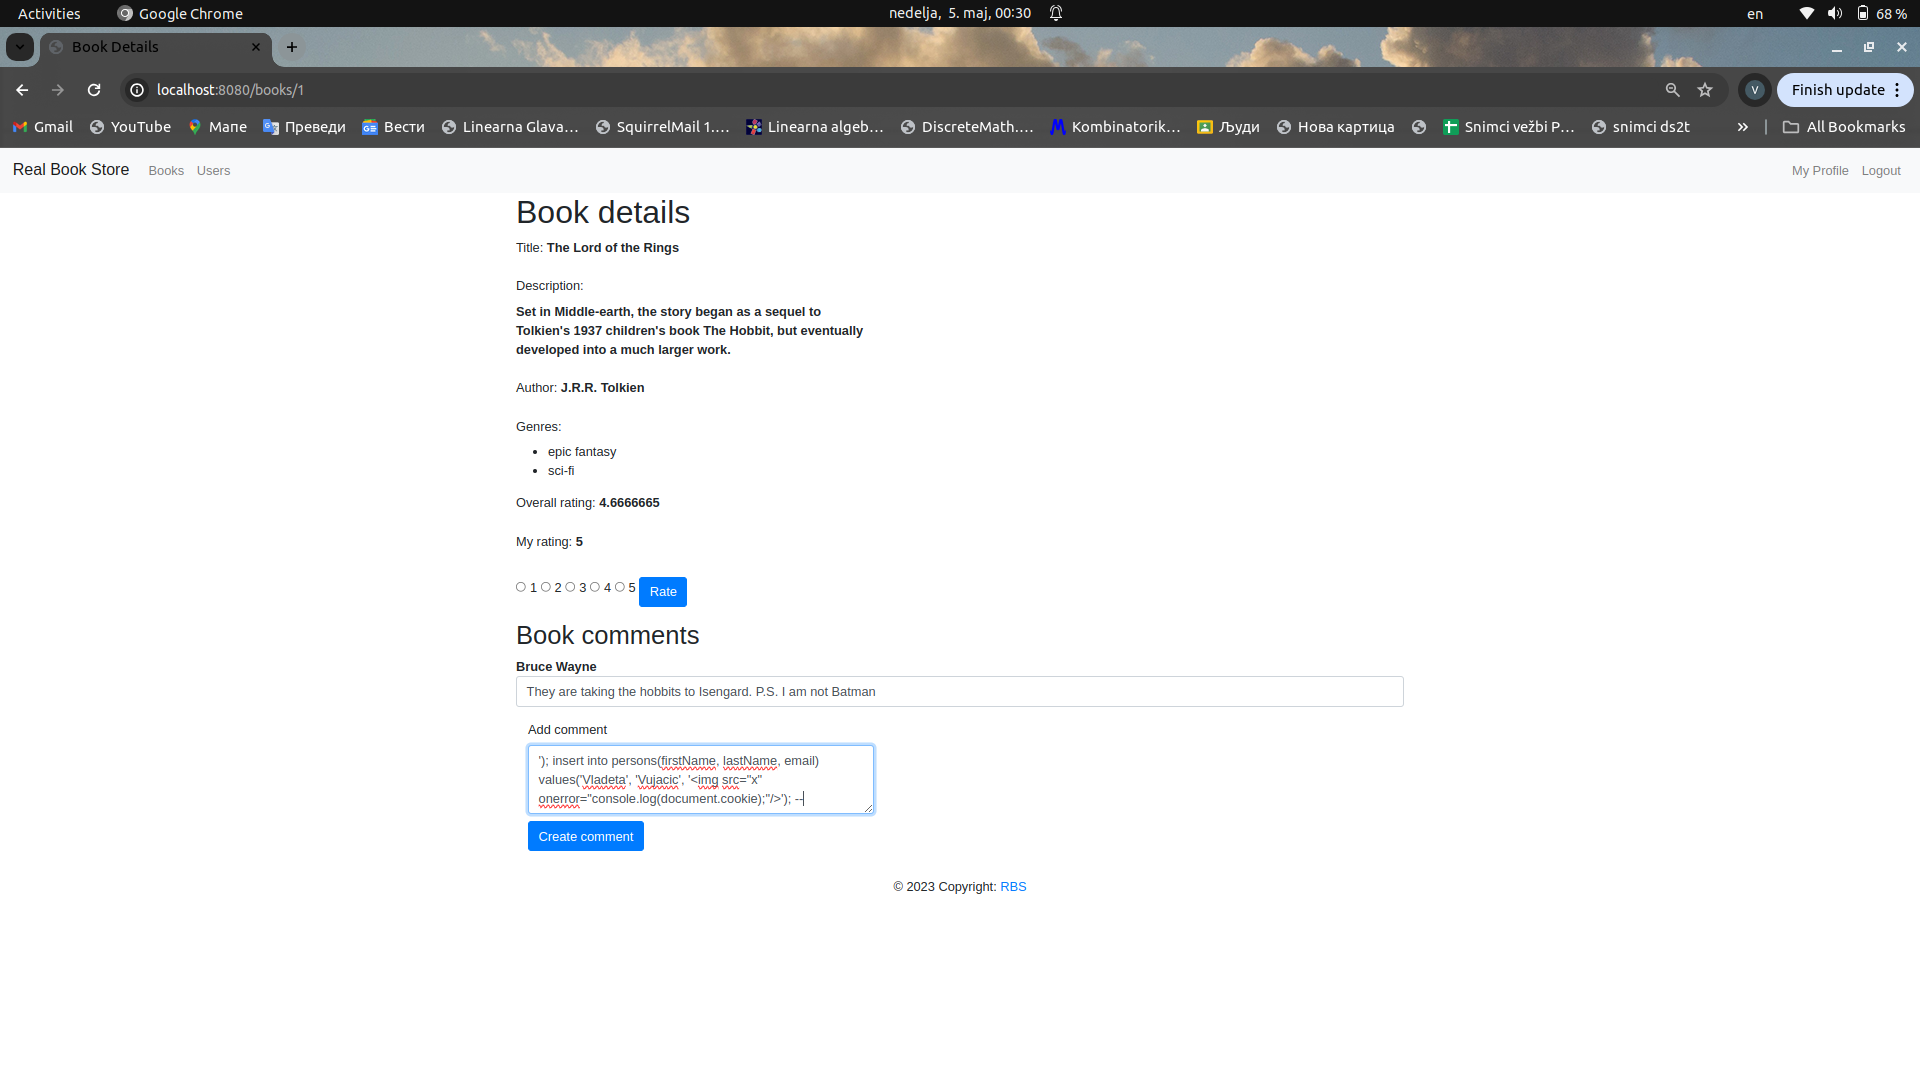 Activities
Google Chrome
nedelja, 5. maj, 00:30
en
68 %
Book Details
localhost:8080/books/1
V
Finish update
Gmail
YouTube
Мапе
Преведи
Вести
Linearna Glava…
SquirrelMail 1.…
Linearna algeb…
DiscreteMath.…
Kombinatorik…
Људи
Нова картица
Snimci vežbi P…
snimci ds2t
»
All Bookmarks
Real Book Store
Books
Users
My Profile
Logout
Book details
Title: The Lord of the Rings
Description:
Set in Middle-earth, the story began as a sequel to
Tolkien's 1937 children's book The Hobbit, but eventually
developed into a much larger work.
Author: J.R.R. Tolkien
Genres:
• epic fantasy
• sci-fi
Overall rating: 4.6666665
My rating: 5
1 2 3 4 5 Rate
Book comments
Bruce Wayne
They are taking the hobbits to Isengard. P.S. I am not Batman
Add comment
'); insert into persons(firstName, lastName, email)
values('Vladeta', 'Vujacic', '<img src="x"
onerror="console.log(document.cookie);"/>'); --
Create comment
© 2023 Copyright: RBS